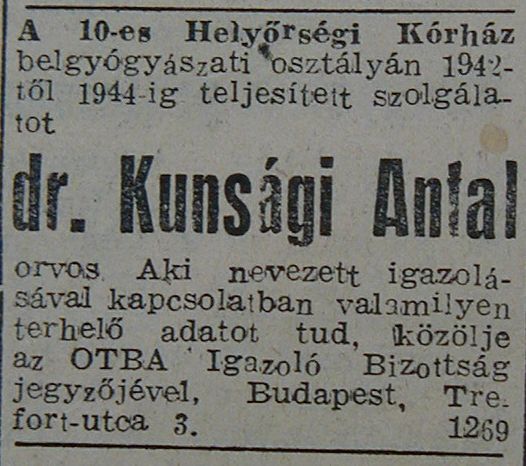 A 10-es Helyőrségi Kórház
belgyógyászati osztályán 1942-
től 1944-ig teljesített szolgála-
tot
dr. Kunsági Antal
orvos. Aki nevezett igazolá-
sával kapcsolatban valamilyen
terhelő adatot tud, közölje
az OTBA Igazoló Bizottság
jegyzőjével, Budapest, Tre-
fort-utca 3. 1269